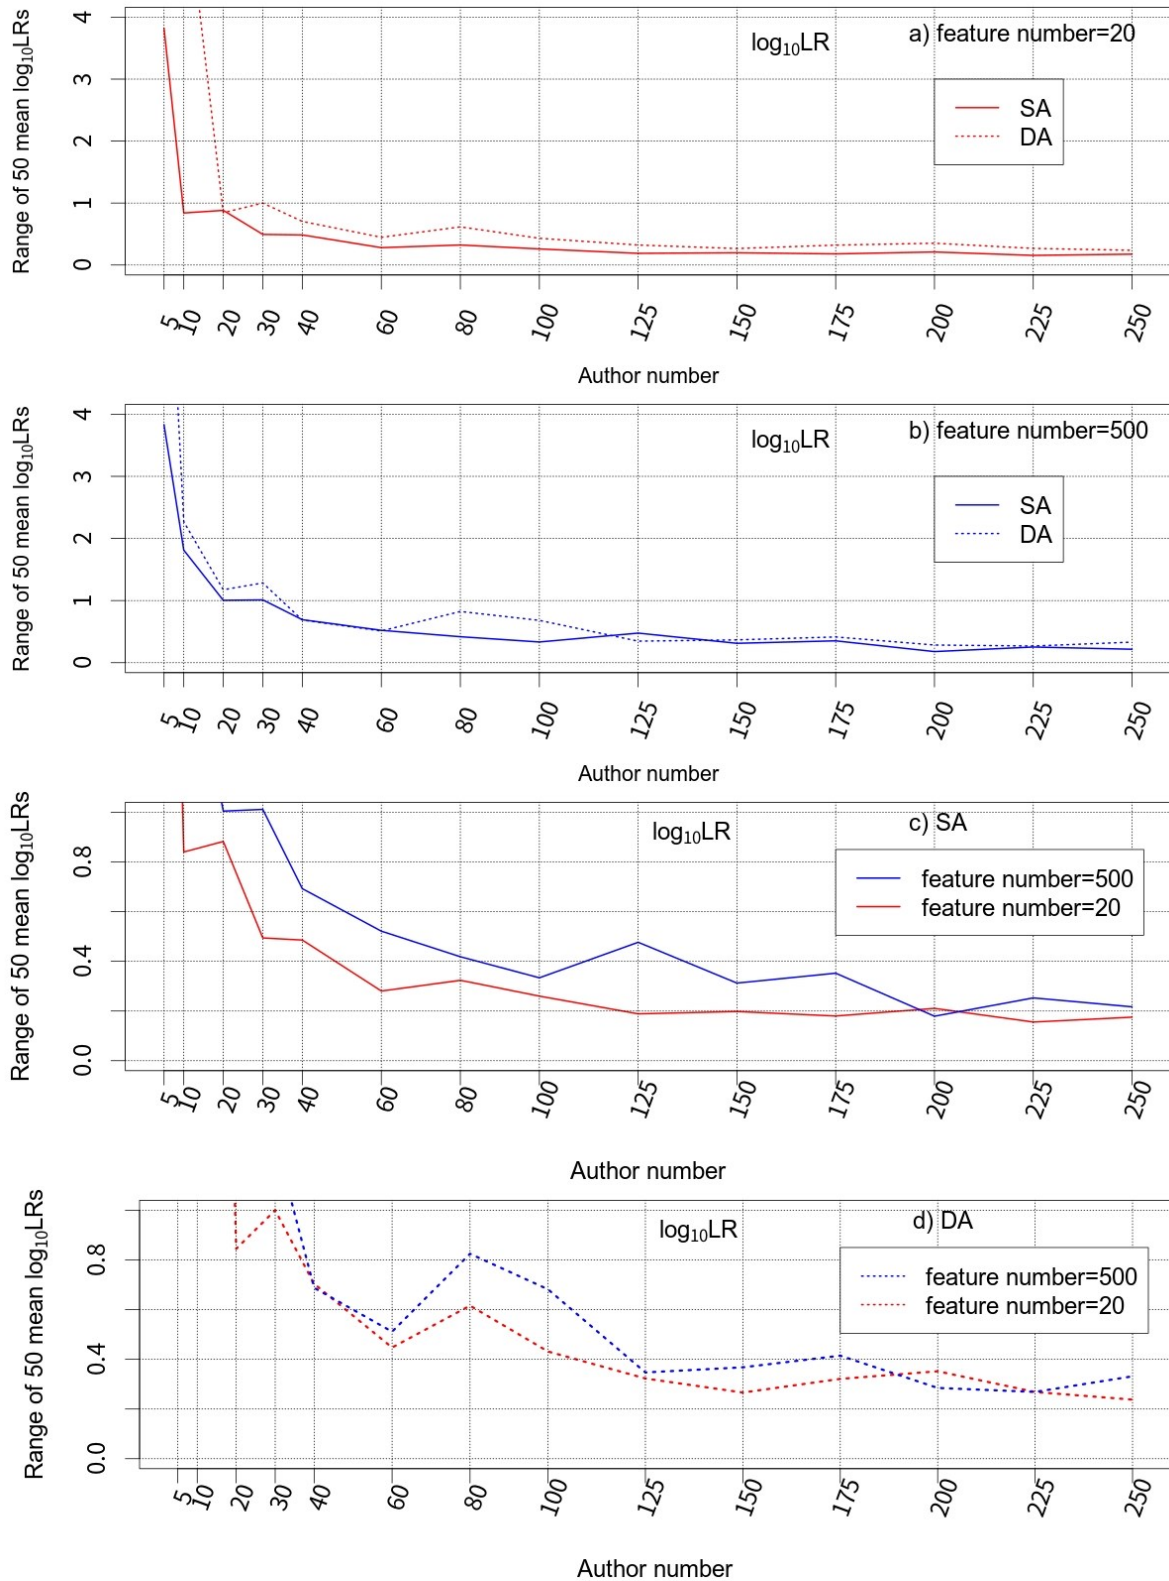 Range of 50 mean log₁₀LRs
0 1 2 3 4
log₁₀LR
a) feature number=20
SA
DA
5 10 20 30 40 60 80 100 125 150 175 200 225 250
Author number
Range of 50 mean log₁₀LRs
0 1 2 3 4
log₁₀LR
b) feature number=500
SA
DA
5 10 20 30 40 60 80 100 125 150 175 200 225 250
Author number
Range of 50 mean log₁₀LRs
0.0 0.4 0.8
log₁₀LR
c) SA
feature number=500
feature number=20
5 10 20 30 40 60 80 100 125 150 175 200 225 250
Author number
Range of 50 mean log₁₀LRs
0.0 0.4 0.8
log₁₀LR
d) DA
feature number=500
feature number=20
5 10 20 30 40 60 80 100 125 150 175 200 225 250
Author number